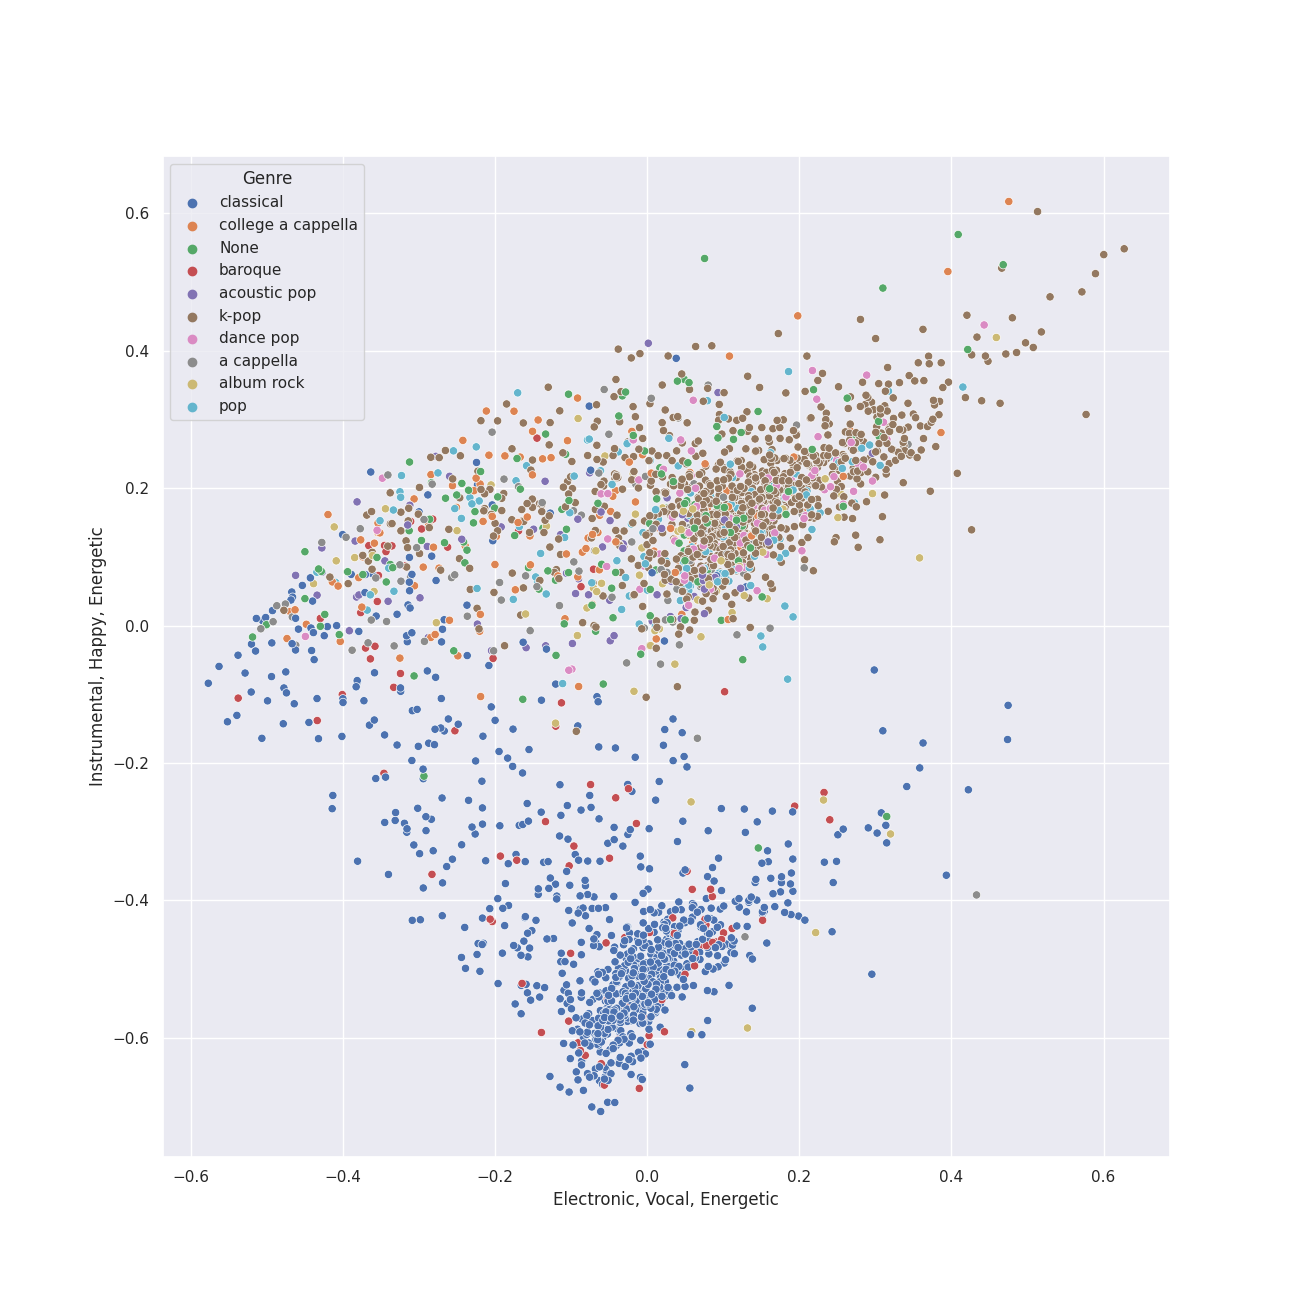 Genre
classical
college a cappella
None
baroque
acoustic pop
k-pop
dance pop
a cappella
album rock
pop
0.6
0.4
0.2
0.0
−0.2
−0.4
−0.6
Instrumental, Happy, Energetic
−0.6 −0.4 −0.2 0.0 0.2 0.4 0.6
Electronic, Vocal, Energetic